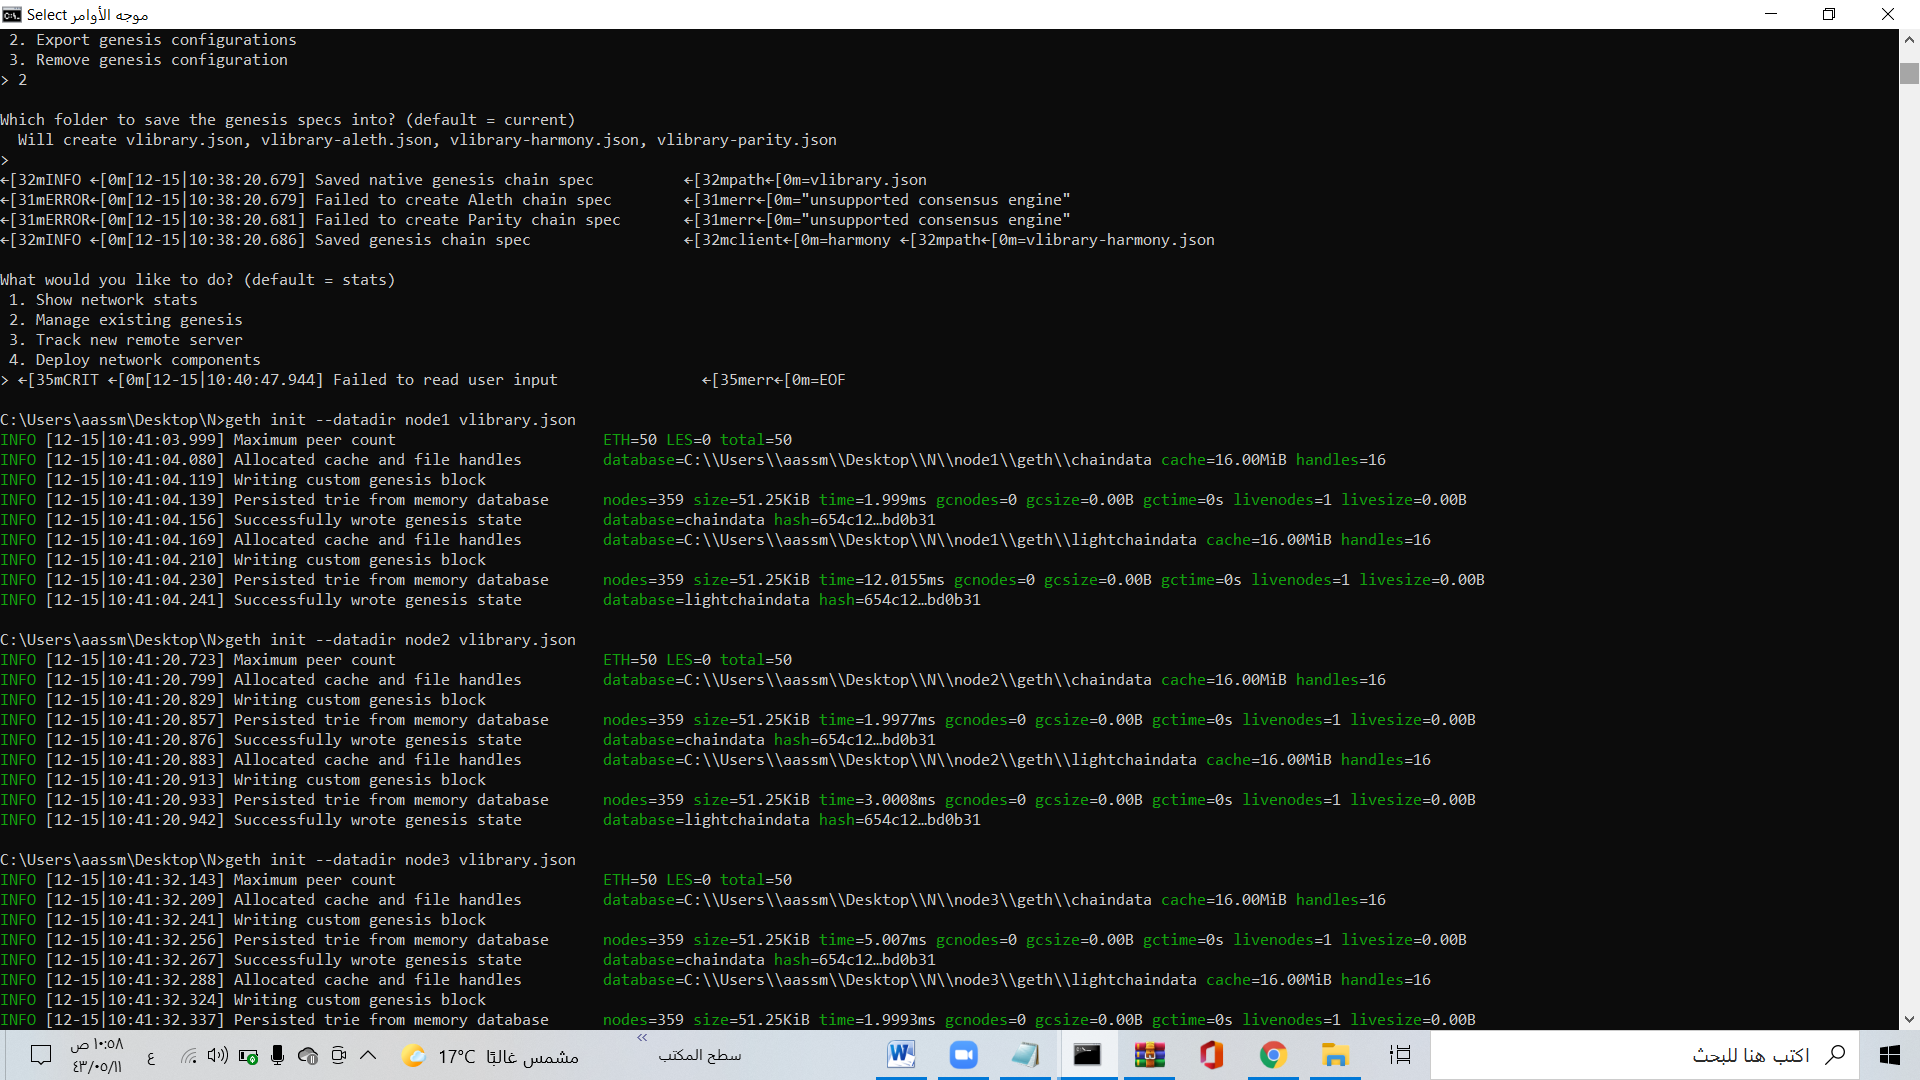 Select موجه الأوامر
2. Export genesis configurations
3. Remove genesis configuration
> 2
Which folder to save the genesis specs into? (default = current)
Will create vlibrary.json, vlibrary-aleth.json, vlibrary-harmony.json, vlibrary-parity.json
>
←[32mINFO ←[0m[12-15|10:38:20.679] Saved native genesis chain spec ←[32mpath←[0m=vlibrary.json
←[31mERROR←[0m[12-15|10:38:20.679] Failed to create Aleth chain spec ←[31merr←[0m="unsupported consensus engine"
←[31mERROR←[0m[12-15|10:38:20.681] Failed to create Parity chain spec ←[31merr←[0m="unsupported consensus engine"
←[32mINFO ←[0m[12-15|10:38:20.686] Saved genesis chain spec ←[32mclient←[0m=harmony ←[32mpath←[0m=vlibrary-harmony.json
What would you like to do? (default = stats)
1. Show network stats
2. Manage existing genesis
3. Track new remote server
4. Deploy network components
> ←[35mCRIT ←[0m[12-15|10:40:47.944] Failed to read user input ←[35merr←[0m=EOF
C:\Users\aassm\Desktop\N>geth init --datadir node1 vlibrary.json
INFO [12-15|10:41:03.999] Maximum peer count ETH=50 LES=0 total=50
INFO [12-15|10:41:04.080] Allocated cache and file handles database=C:\\Users\\aassm\\Desktop\\N\\node1\\geth\\chaindata cache=16.00MiB handles=16
INFO [12-15|10:41:04.119] Writing custom genesis block
INFO [12-15|10:41:04.139] Persisted trie from memory database nodes=359 size=51.25KiB time=1.999ms gcnodes=0 gcsize=0.00B gctime=0s livenodes=1 livesize=0.00B
INFO [12-15|10:41:04.156] Successfully wrote genesis state database=chaindata hash=654c12…bd0b31
INFO [12-15|10:41:04.169] Allocated cache and file handles database=C:\\Users\\aassm\\Desktop\\N\\node1\\geth\\lightchaindata cache=16.00MiB handles=16
INFO [12-15|10:41:04.210] Writing custom genesis block
INFO [12-15|10:41:04.230] Persisted trie from memory database nodes=359 size=51.25KiB time=12.0155ms gcnodes=0 gcsize=0.00B gctime=0s livenodes=1 livesize=0.00B
INFO [12-15|10:41:04.241] Successfully wrote genesis state database=lightchaindata hash=654c12…bd0b31
C:\Users\aassm\Desktop\N>geth init --datadir node2 vlibrary.json
INFO [12-15|10:41:20.723] Maximum peer count ETH=50 LES=0 total=50
INFO [12-15|10:41:20.799] Allocated cache and file handles database=C:\\Users\\aassm\\Desktop\\N\\node2\\geth\\chaindata cache=16.00MiB handles=16
INFO [12-15|10:41:20.829] Writing custom genesis block
INFO [12-15|10:41:20.857] Persisted trie from memory database nodes=359 size=51.25KiB time=1.9977ms gcnodes=0 gcsize=0.00B gctime=0s livenodes=1 livesize=0.00B
INFO [12-15|10:41:20.876] Successfully wrote genesis state database=chaindata hash=654c12…bd0b31
INFO [12-15|10:41:20.883] Allocated cache and file handles database=C:\\Users\\aassm\\Desktop\\N\\node2\\geth\\lightchaindata cache=16.00MiB handles=16
INFO [12-15|10:41:20.913] Writing custom genesis block
INFO [12-15|10:41:20.933] Persisted trie from memory database nodes=359 size=51.25KiB time=3.0008ms gcnodes=0 gcsize=0.00B gctime=0s livenodes=1 livesize=0.00B
INFO [12-15|10:41:20.942] Successfully wrote genesis state database=lightchaindata hash=654c12…bd0b31
C:\Users\aassm\Desktop\N>geth init --datadir node3 vlibrary.json
INFO [12-15|10:41:32.143] Maximum peer count ETH=50 LES=0 total=50
INFO [12-15|10:41:32.209] Allocated cache and file handles database=C:\\Users\\aassm\\Desktop\\N\\node3\\geth\\chaindata cache=16.00MiB handles=16
INFO [12-15|10:41:32.241] Writing custom genesis block
INFO [12-15|10:41:32.256] Persisted trie from memory database nodes=359 size=51.25KiB time=5.007ms gcnodes=0 gcsize=0.00B gctime=0s livenodes=1 livesize=0.00B
INFO [12-15|10:41:32.267] Successfully wrote genesis state database=chaindata hash=654c12…bd0b31
INFO [12-15|10:41:32.288] Allocated cache and file handles database=C:\\Users\\aassm\\Desktop\\N\\node3\\geth\\lightchaindata cache=16.00MiB handles=16
INFO [12-15|10:41:32.324] Writing custom genesis block
INFO [12-15|10:41:32.337] Persisted trie from memory database nodes=359 size=51.25KiB time=1.9993ms gcnodes=0 gcsize=0.00B gctime=0s livenodes=1 livesize=0.00B
اكتب هنا للبحث
سطح المكتب
17°C مشمس غالبًا
ع
١٠:٥٨ ص
٤٣/٠٥/١١